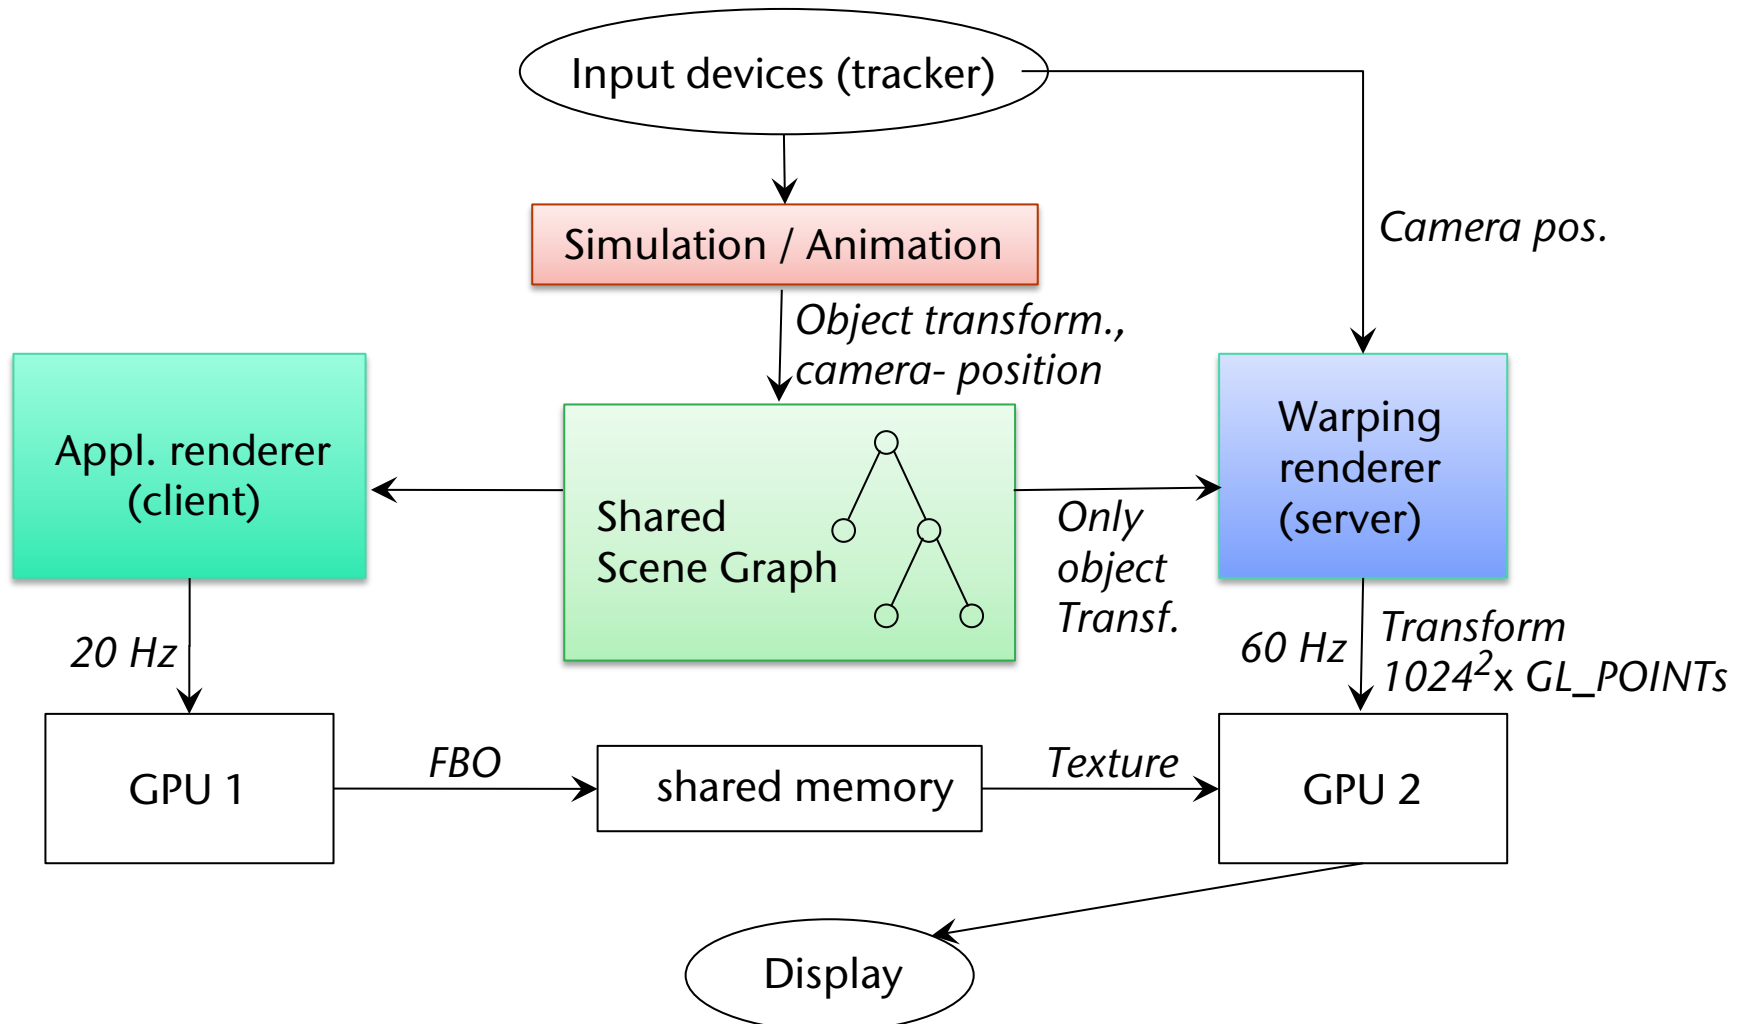 Input devices (tracker)
Simulation / Animation
Camera pos.
Object transform.,
camera- position
Appl. renderer
(client)
Shared
Scene Graph
Only
object
Transf.
Warping
renderer
(server)
20 Hz
60 Hz
Transform
1024²x GL_POINTs
GPU 1
FBO
shared memory
Texture
GPU 2
Display